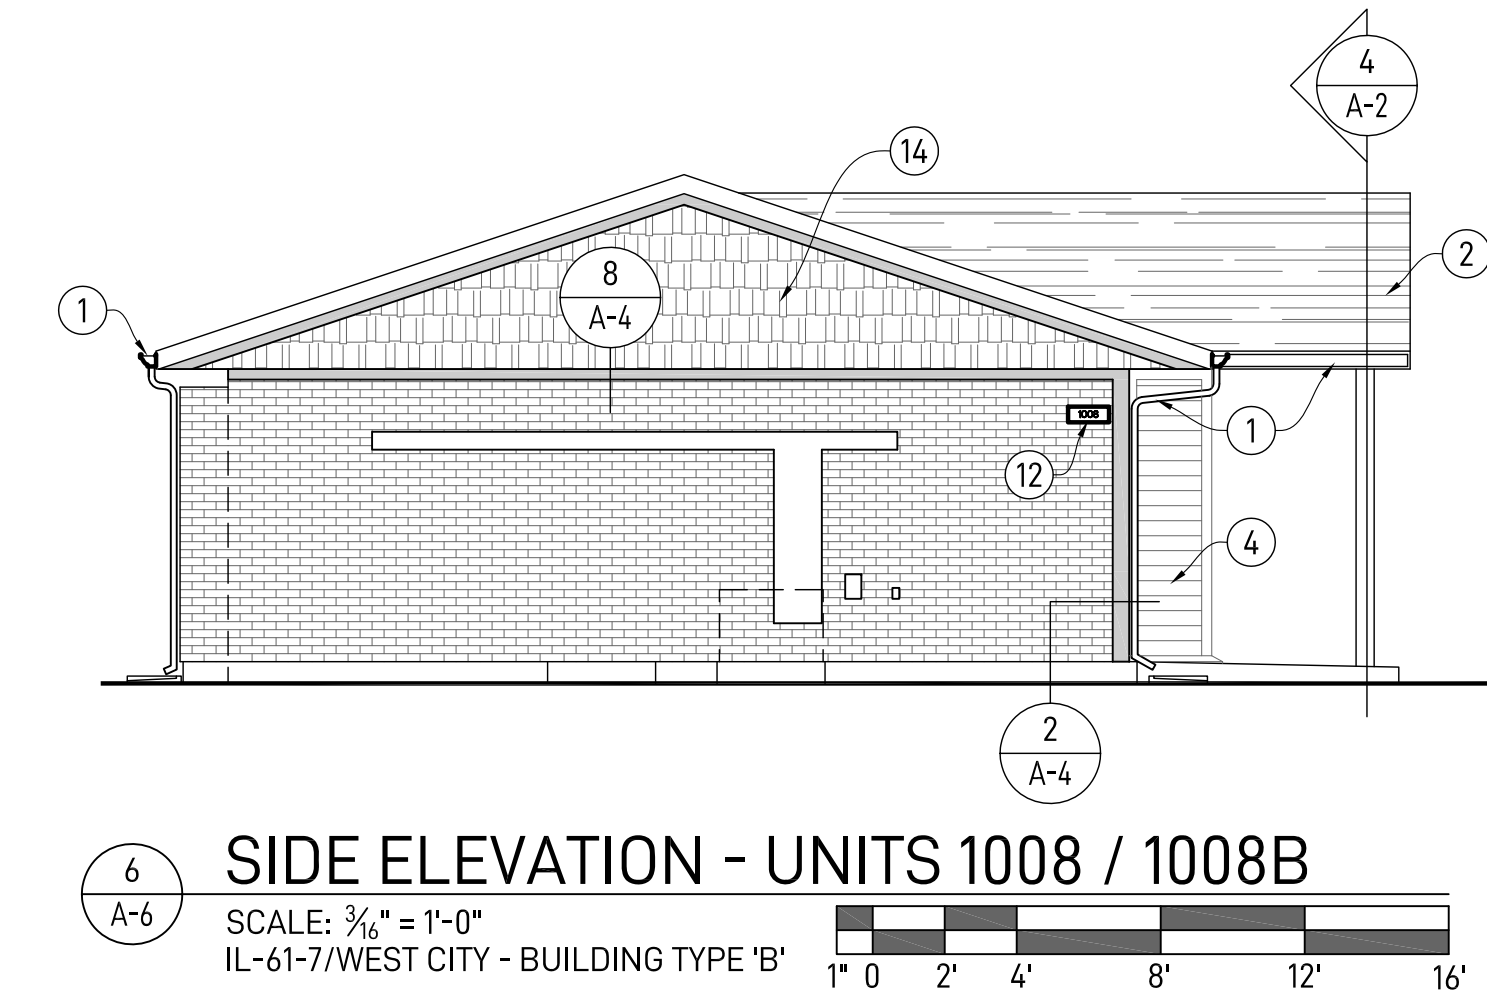 4
A-2
14
2
8
A-4
1
1008
1
12
4
2
A-4
6
A-6
SIDE ELEVATION - UNITS 1008 / 1008B
SCALE: 3/16" = 1'-0"
IL-61-7/WEST CITY - BUILDING TYPE 'B'
1" 0 2' 4' 8' 12' 16'